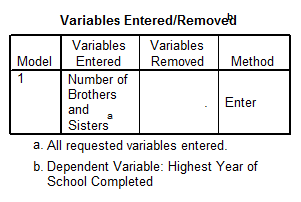 Variables Entered/Removed b
Model Variables Entered Variables Removed Method
1 Number of Brothers and Sisters a . Enter
a. All requested variables entered.
b. Dependent Variable: Highest Year of
School Completed